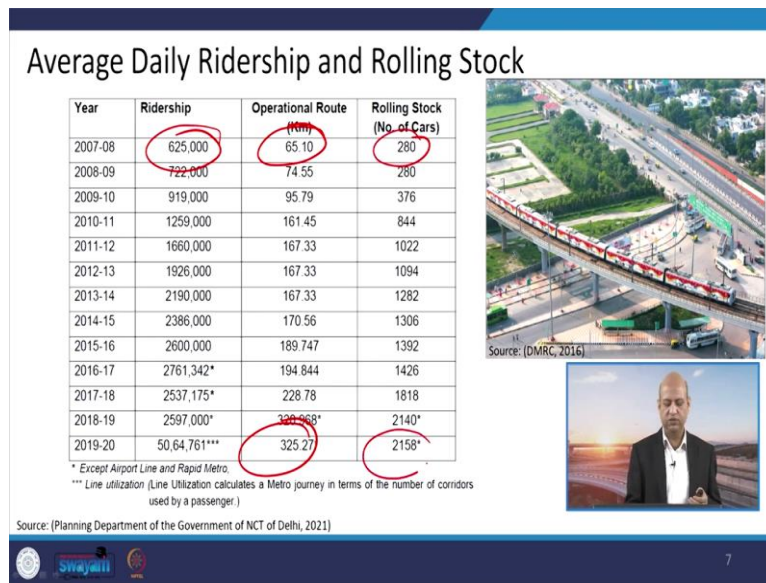 Average Daily Ridership and Rolling Stock
Year Ridership Operational Route (Km) Rolling Stock (No. of Cars)
2007-08 625,000 65.10 280
2008-09 722,000 74.55 280
2009-10 919,000 95.79 376
2010-11 1259,000 161.45 844
2011-12 1660,000 167.33 1022
2012-13 1926,000 167.33 1094
2013-14 2190,000 167.33 1282
2014-15 2386,000 170.56 1306
2015-16 2600,000 189.747 1392
2016-17 2761,342* 194.844 1426
2017-18 2537,175* 228.78 1818
2018-19 2597,000* 2140*
2019-20 50,64,761*** 325.27 2158*
* Except Airport Line and Rapid Metro,
*** Line utilization (Line Utilization calculates a Metro journey in terms of the number of corridors
used by a passenger.)
Source: (DMRC, 2016)
Source: (Planning Department of the Government of NCT of Delhi, 2021)
swayam
7